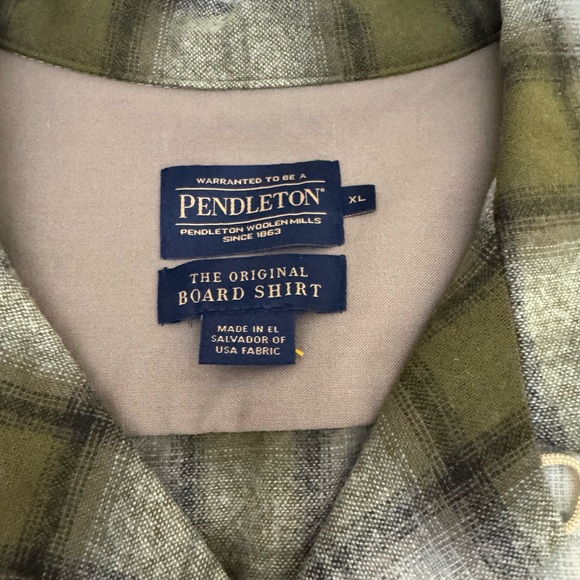 WARRANTED TO BE A
PENDLETON®
XL
PENDLETON WOOLEN MILLS
SINCE 1863
THE ORIGINAL
BOARD SHIRT
MADE IN EL
SALVADOR OF
USA FABRIC